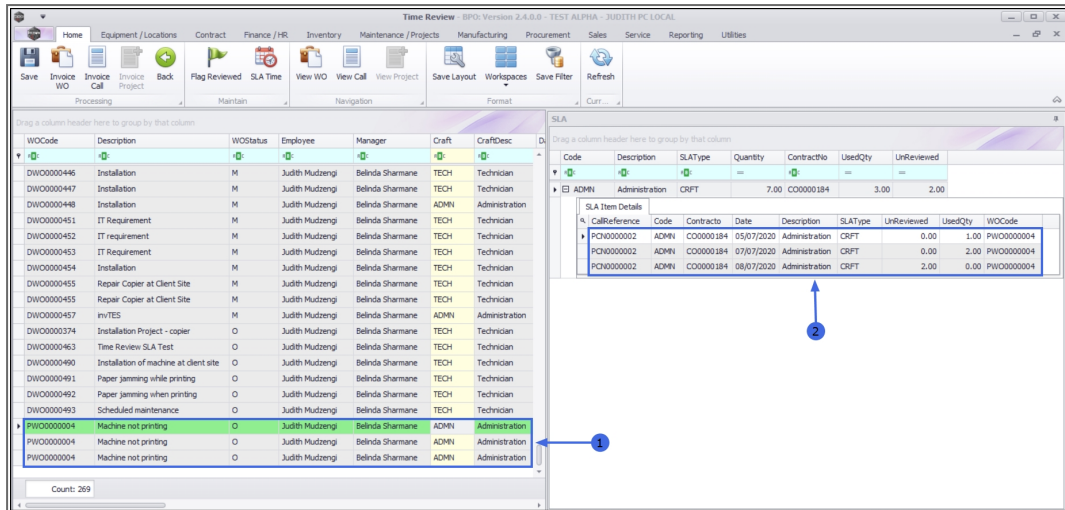 Time Review - BPO: Version 2.4.0.0 - TEST ALPHA - JUDITH PC LOCAL
Home Equipment / Locations Contract Finance / HR Inventory Maintenance / Projects Manufacturing Procurement Sales Service Reporting Utilities
Save Invoice WO Invoice Call Invoice Project Back Flag Reviewed SLA Time View WO View Call View Project Save Layout Workspaces Save Filter Refresh
Processing Maintain Navigation Format Curr...
Drag a column header here to group by that column
WOCode Description WOStatus Employee Manager Craft CraftDesc
DWO0000446 Installation M Judith Mudzengi Belinda Sharmane TECH Technician
DWO0000447 Installation M Judith Mudzengi Belinda Sharmane TECH Technician
DWO0000448 Installation M Judith Mudzengi Belinda Sharmane ADMN Administration
DWO0000451 IT Requirement M Judith Mudzengi Belinda Sharmane TECH Technician
DWO0000452 IT requirement M Judith Mudzengi Belinda Sharmane TECH Technician
DWO0000453 IT Requirement M Judith Mudzengi Belinda Sharmane TECH Technician
DWO0000454 Installation M Judith Mudzengi Belinda Sharmane TECH Technician
DWO0000455 Repair Copier at Client Site M Judith Mudzengi Belinda Sharmane TECH Technician
DWO0000455 Repair Copier at Client Site M Judith Mudzengi Belinda Sharmane TECH Technician
DWO0000457 invTES M Judith Mudzengi Belinda Sharmane ADMN Administration
DWO0000374 Installation Project - copier O Judith Mudzengi Belinda Sharmane TECH Technician
DWO0000463 Time Review SLA Test O Judith Mudzengi Belinda Sharmane TECH Technician
DWO0000490 Installation of machine at client site O Judith Mudzengi Belinda Sharmane TECH Technician
DWO0000491 Paper jamming while printing O Judith Mudzengi Belinda Sharmane TECH Technician
DWO0000492 Paper jamming when printing O Judith Mudzengi Belinda Sharmane TECH Technician
DWO0000493 Scheduled maintenance O Judith Mudzengi Belinda Sharmane TECH Technician
PWO0000004 Machine not printing O Judith Mudzengi Belinda Sharmane ADMN Administration
PWO0000004 Machine not printing O Judith Mudzengi Belinda Sharmane ADMN Administration
PWO0000004 Machine not printing O Judith Mudzengi Belinda Sharmane ADMN Administration
1
Count: 269
SLA
Drag a column header here to group by that column
Code Description SLAType Quantity ContractNo UsedQty UnReviewed
= = =
ADMN Administration CRFT 7.00 CO0000184 3.00 2.00
SLA Item Details
CallReference Code Contracto Date Description SLAType UnReviewed UsedQty WOCode
PCN0000002 ADMN CO0000184 05/07/2020 Administration CRFT 0.00 1.00 PWO0000004
PCN0000002 ADMN CO0000184 07/07/2020 Administration CRFT 0.00 2.00 PWO0000004
PCN0000002 ADMN CO0000184 08/07/2020 Administration CRFT 2.00 0.00 PWO0000004
2